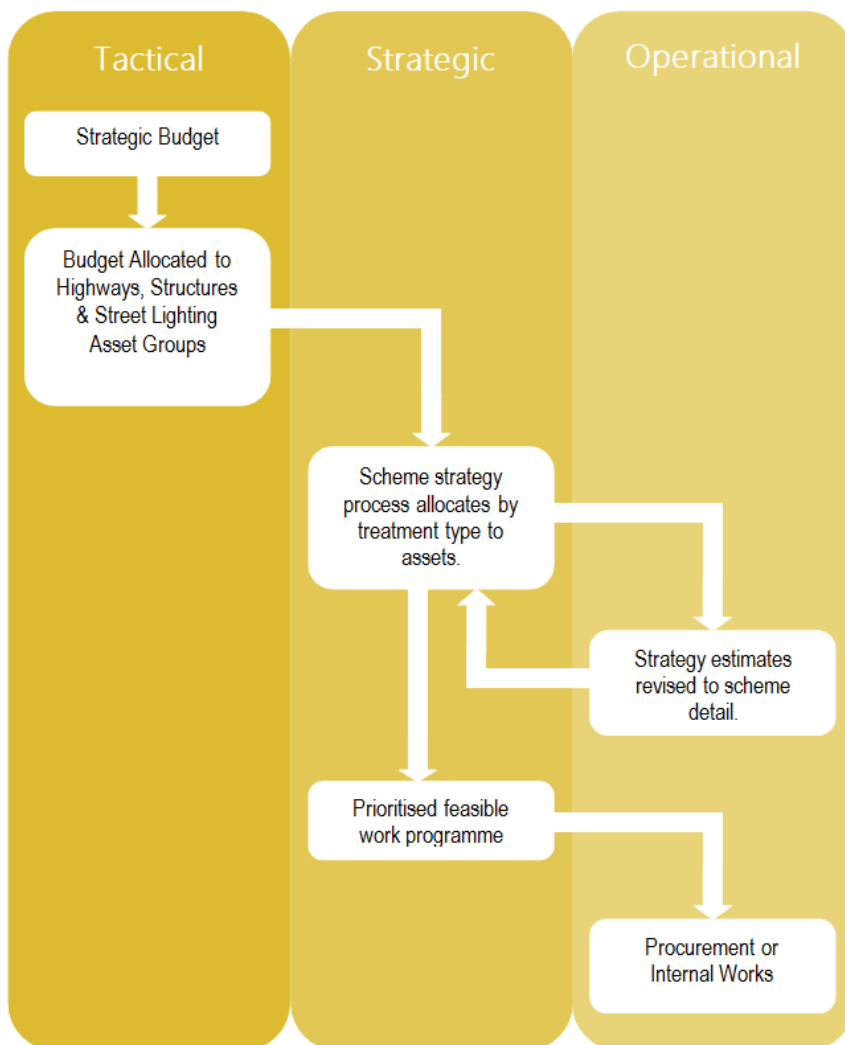 Tactical
Strategic
Operational
Strategic Budget
Budget Allocated to
Highways, Structures
& Street Lighting
Asset Groups
Scheme strategy
process allocates by
treatment type to
assets.
Strategy estimates
revised to scheme
detail.
Prioritised feasible
work programme
Procurement or
Internal Works